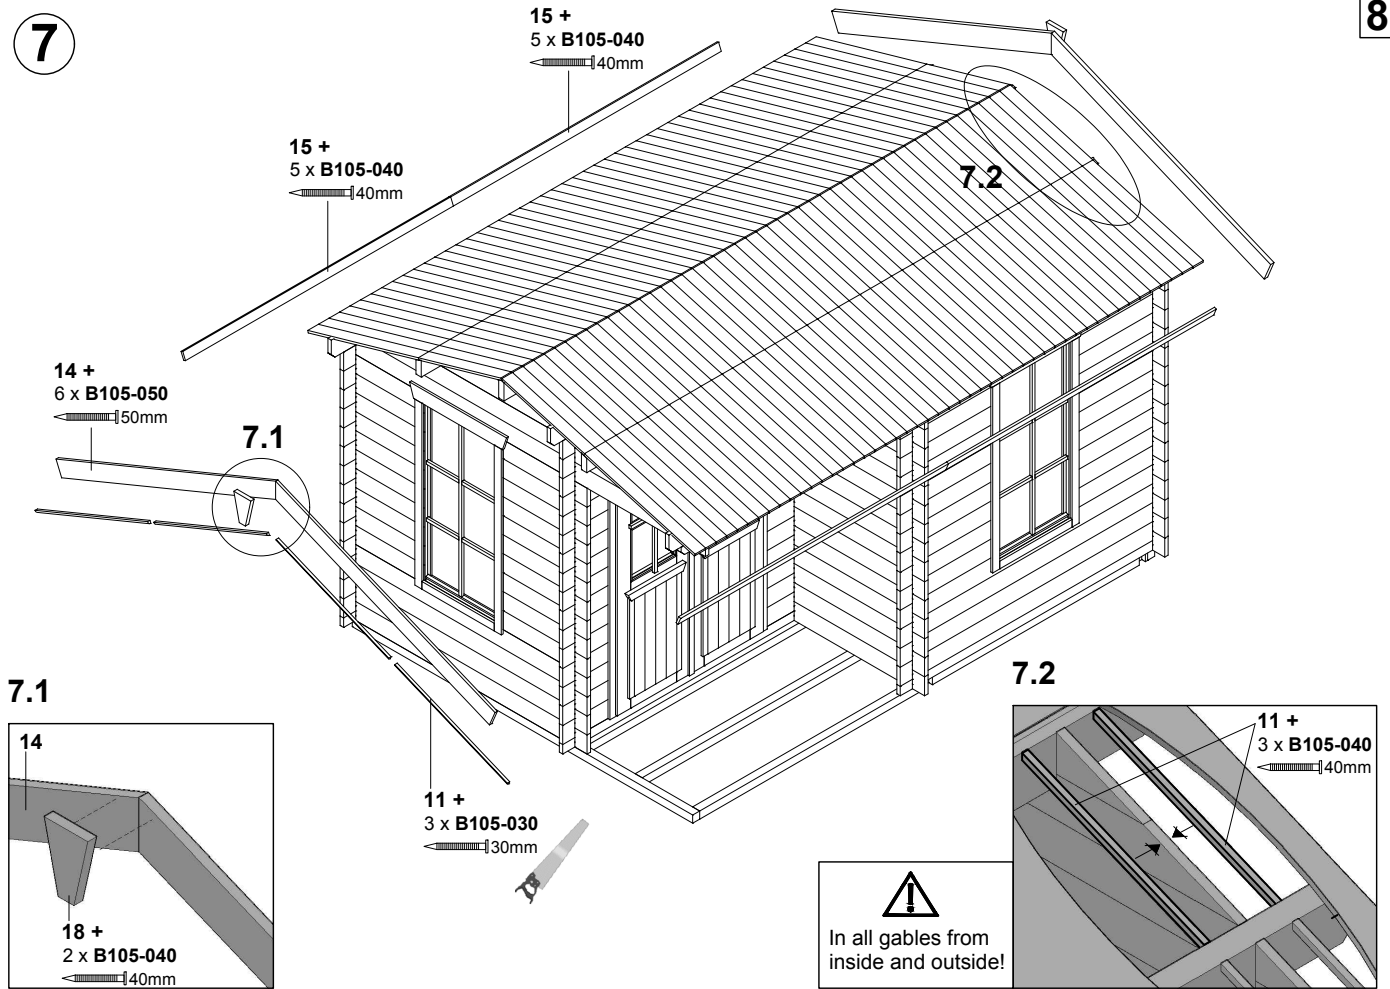 7
15 +
5 x B105-040
40mm
8
15 +
5 x B105-040
40mm
7.2
14 +
6 x B105-050
50mm
7.1
7.1
14
18 +
2 x B105-040
40mm
11 +
3 x B105-030
30mm
7.2
11 +
3 x B105-040
40mm
In all gables from
inside and outside!